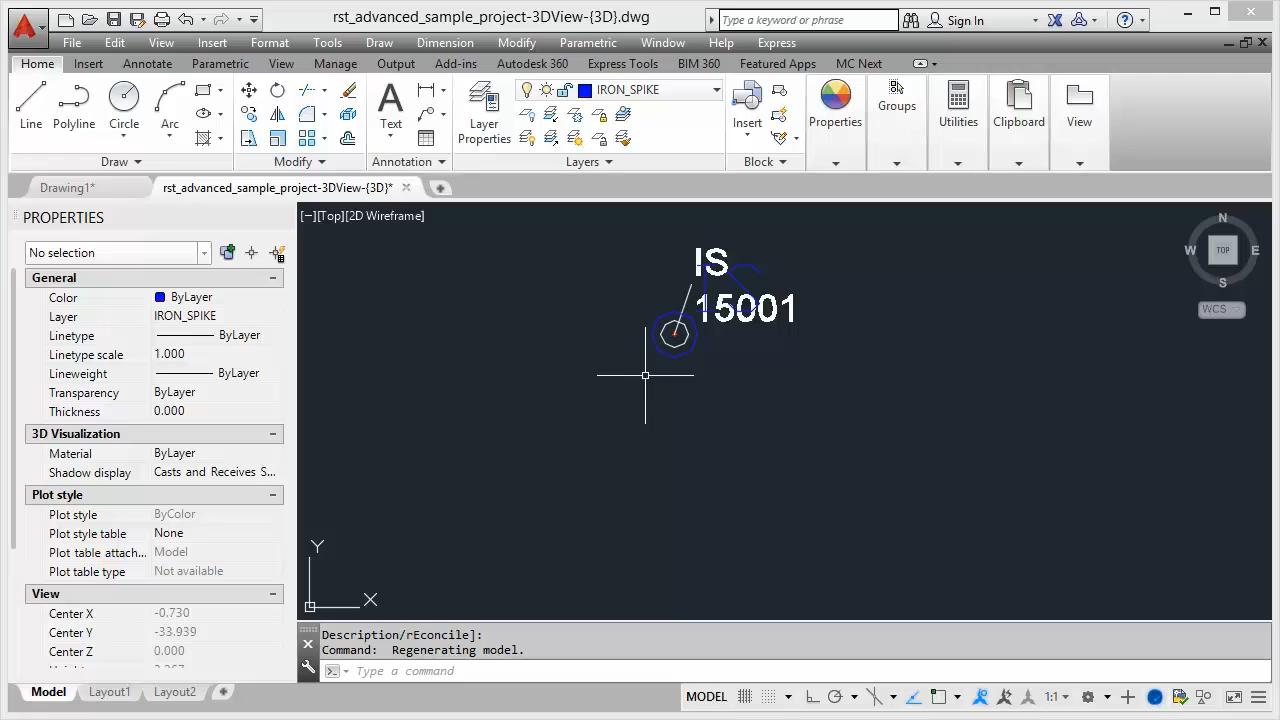 rst_advanced_sample_project-3DView-{3D}.dwg
Type a keyword or phrase
Sign In
File Edit View Insert Format Tools Draw Dimension Modify Parametric Window Help Express
Home Insert Annotate Parametric View Manage Output Add-ins Autodesk 360 Express Tools BIM 360 Featured Apps MC Next
Line Polyline Circle Arc
Text
Layer Properties
IRON_SPIKE
Insert
Properties
Groups
Utilities
Clipboard
View
Draw Modify Annotation Layers Block
Drawing1*
rst_advanced_sample_project-3DView-{3D}*
PROPERTIES
[−][Top][2D Wireframe]
No selection
General
Color ByLayer
Layer IRON_SPIKE
Linetype ByLayer
Linetype scale 1.000
Lineweight ByLayer
Transparency ByLayer
Thickness 0.000
3D Visualization
Material ByLayer
Shadow display Casts and Receives S...
Plot style
Plot style ByColor
Plot style table None
Plot table attach... Model
Plot table type Not available
View
Center X -0.730
Center Y -33.939
Center Z 0.000
IS
15001
N
W TOP E
S
WCS
Y
X
Description/rEconcile]:
Command: Regenerating model.
Type a command
Model Layout1 Layout2
MODEL
1:1